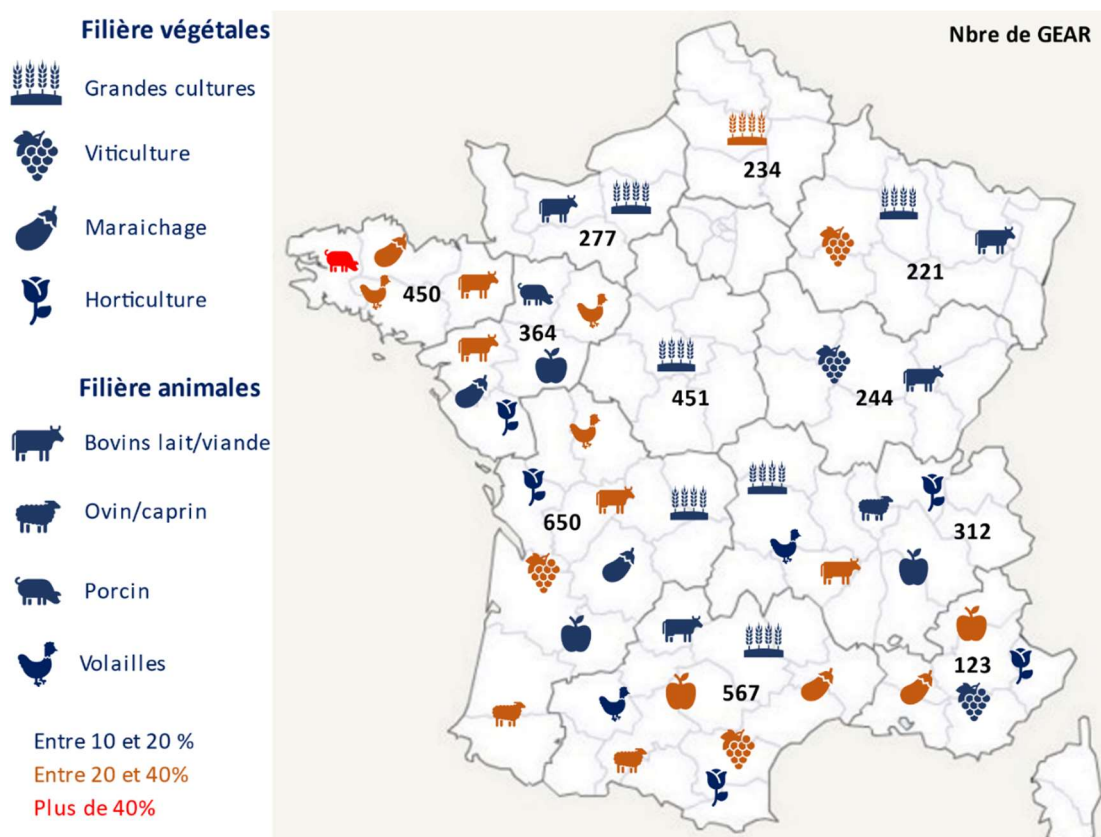 Filière végétales
Grandes cultures
Viticulture
Maraichage
Horticulture
Filière animales
Bovins lait/viande
Ovin/caprin
Porcin
Volailles
Entre 10 et 20 %
Entre 20 et 40%
Plus de 40%
Nbre de GEAR
234
277
221
450
364
451
244
650
312
123
567